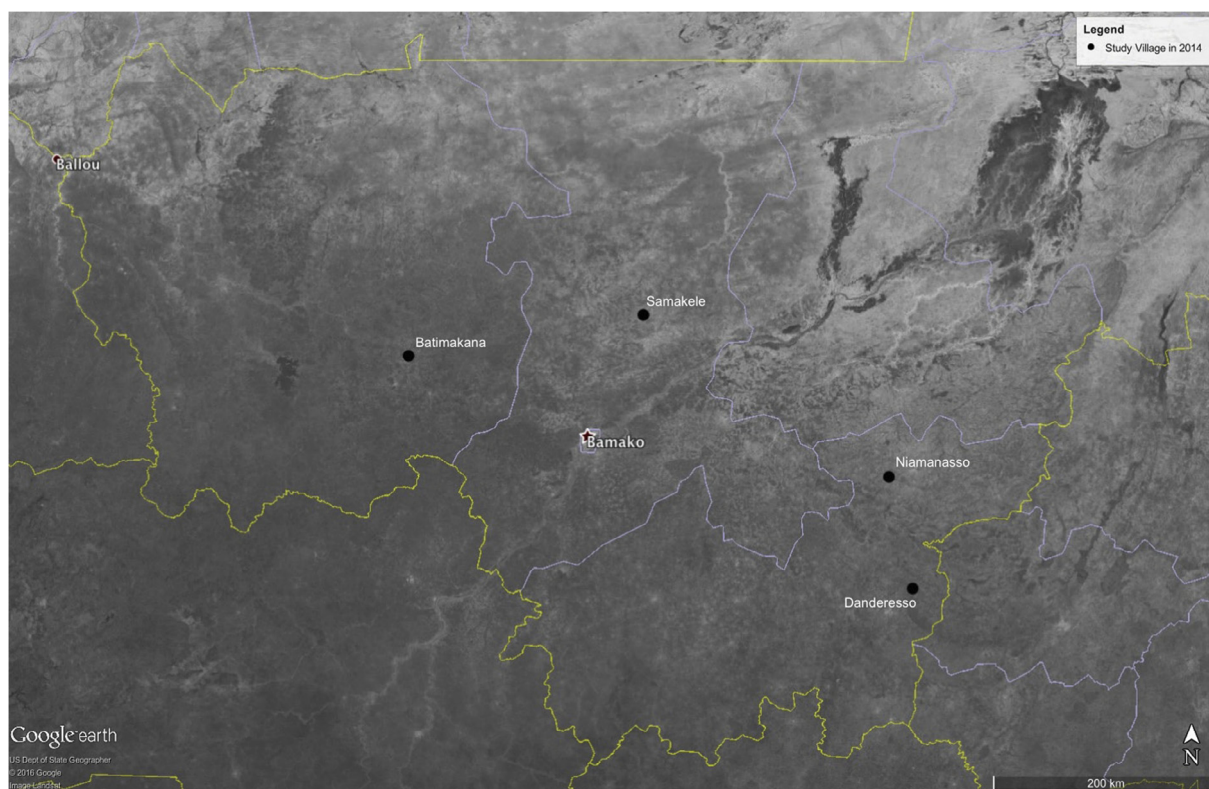 Legend
Study Village in 2014
Ballou
Samakele
Batimakana
Bamako
Niamanasso
Danderesso
Google earth
US Dept of State Geographer
© 2016 Google
Image Landsat
N
200 km